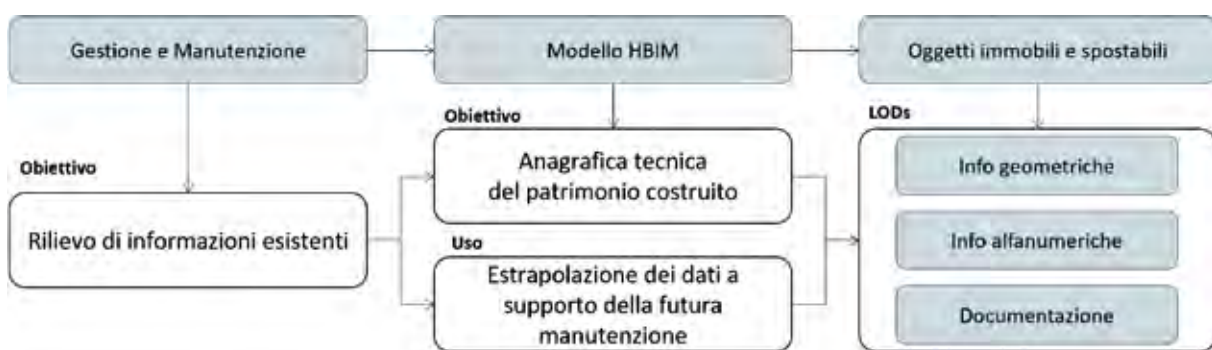 Gestione e Manutenzione
Modello HBIM
Oggetti immobili e spostabili
Obiettivo
Rilievo di informazioni esistenti
Obiettivo
Anagrafica tecnica
del patrimonio costruito
Uso
Estrapolazione dei dati a
supporto della futura
manutenzione
LODs
Info geometriche
Info alfanumeriche
Documentazione